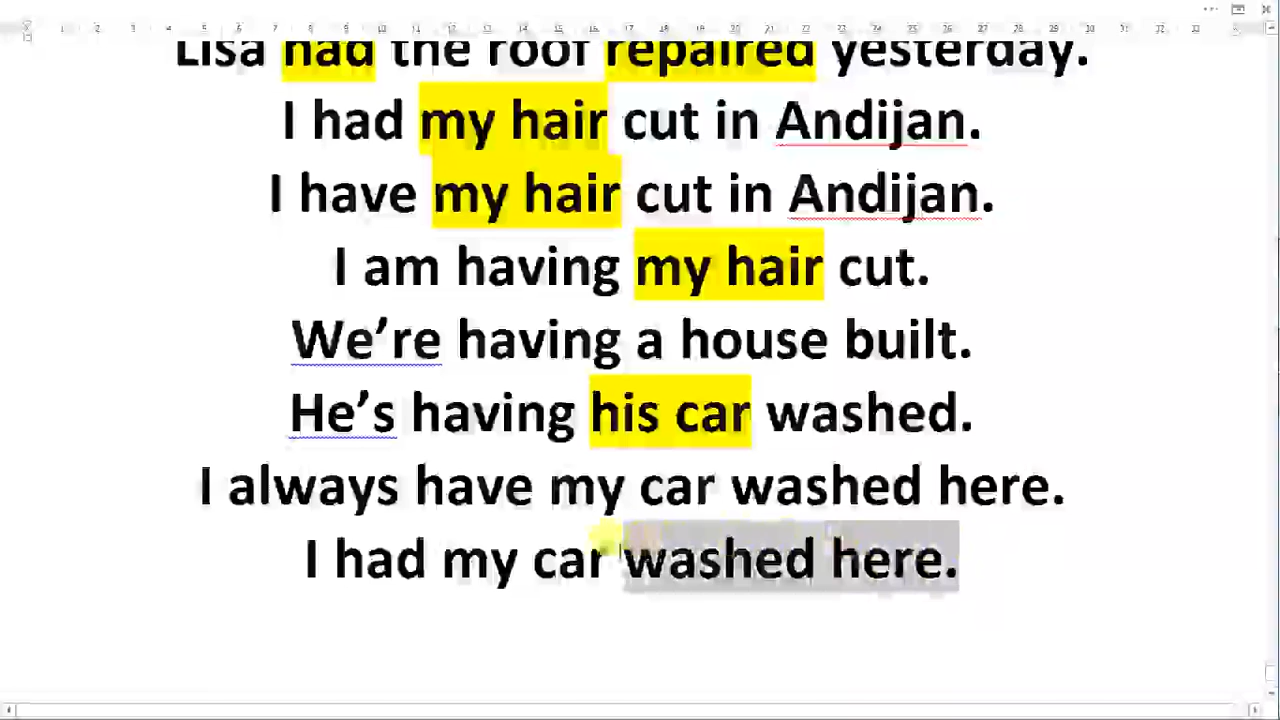 Lisa had the roof repaired yesterday.
I had my hair cut in Andijan.
I have my hair cut in Andijan.
I am having my hair cut.
We’re having a house built.
He’s having his car washed.
I always have my car washed here.
I had my car washed here.